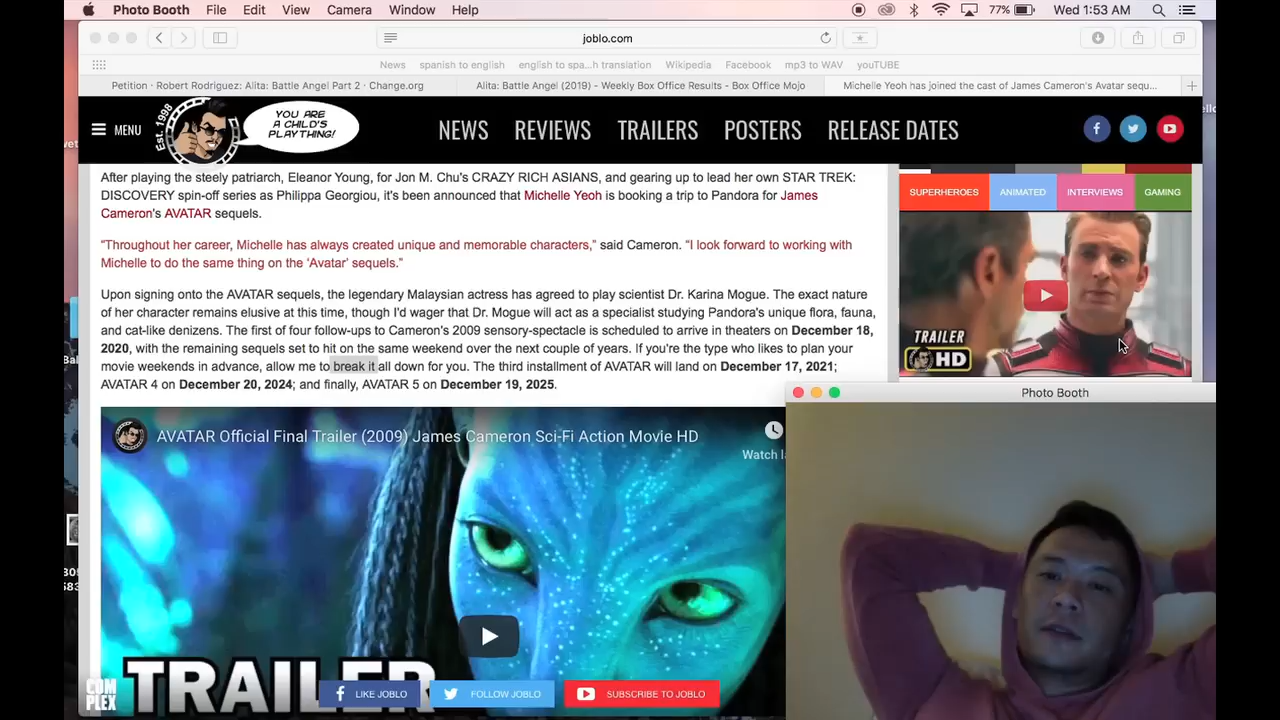 Photo Booth File Edit View Camera Window Help 77% Wed 1:53 AM
joblo.com
News spanish to english english to spa...h translation Wikipedia Facebook mp3 to WAV youTUBE
Petition · Robert Rodriguez: Alita: Battle Angel Part 2 · Change.org Alita: Battle Angel (2019) - Weekly Box Office Results - Box Office Mojo Michelle Yeoh has joined the cast of James Cameron's Avatar sequ...
MENU
Est. 1998
YOU ARE
A CHILD'S
PLAYTHING!
NEWS REVIEWS TRAILERS POSTERS RELEASE DATES
After playing the steely patriarch, Eleanor Young, for Jon M. Chu's CRAZY RICH ASIANS, and gearing up to lead her own STAR TREK:
DISCOVERY spin-off series as Philippa Georgiou, it's been announced that Michelle Yeoh is booking a trip to Pandora for James
Cameron's AVATAR sequels.
"Throughout her career, Michelle has always created unique and memorable characters," said Cameron. "I look forward to working with
Michelle to do the same thing on the 'Avatar' sequels."
Upon signing onto the AVATAR sequels, the legendary Malaysian actress has agreed to play scientist Dr. Karina Mogue. The exact nature
of her character remains elusive at this time, though I'd wager that Dr. Mogue will act as a specialist studying Pandora's unique flora, fauna,
and cat-like denizens. The first of four follow-ups to Cameron's 2009 sensory-spectacle is scheduled to arrive in theaters on December 18,
2020, with the remaining sequels set to hit on the same weekend over the next couple of years. If you're the type who likes to plan your
movie weekends in advance, allow me to break it all down for you. The third installment of AVATAR will land on December 17, 2021;
AVATAR 4 on December 20, 2024; and finally, AVATAR 5 on December 19, 2025.
SUPERHEROES ANIMATED INTERVIEWS GAMING
TRAILER
HD
Photo Booth
AVATAR Official Final Trailer (2009) James Cameron Sci-Fi Action Movie HD
Watch la
TRAILER
COM
PLEX
LIKE JOBLO FOLLOW JOBLO SUBSCRIBE TO JOBLO